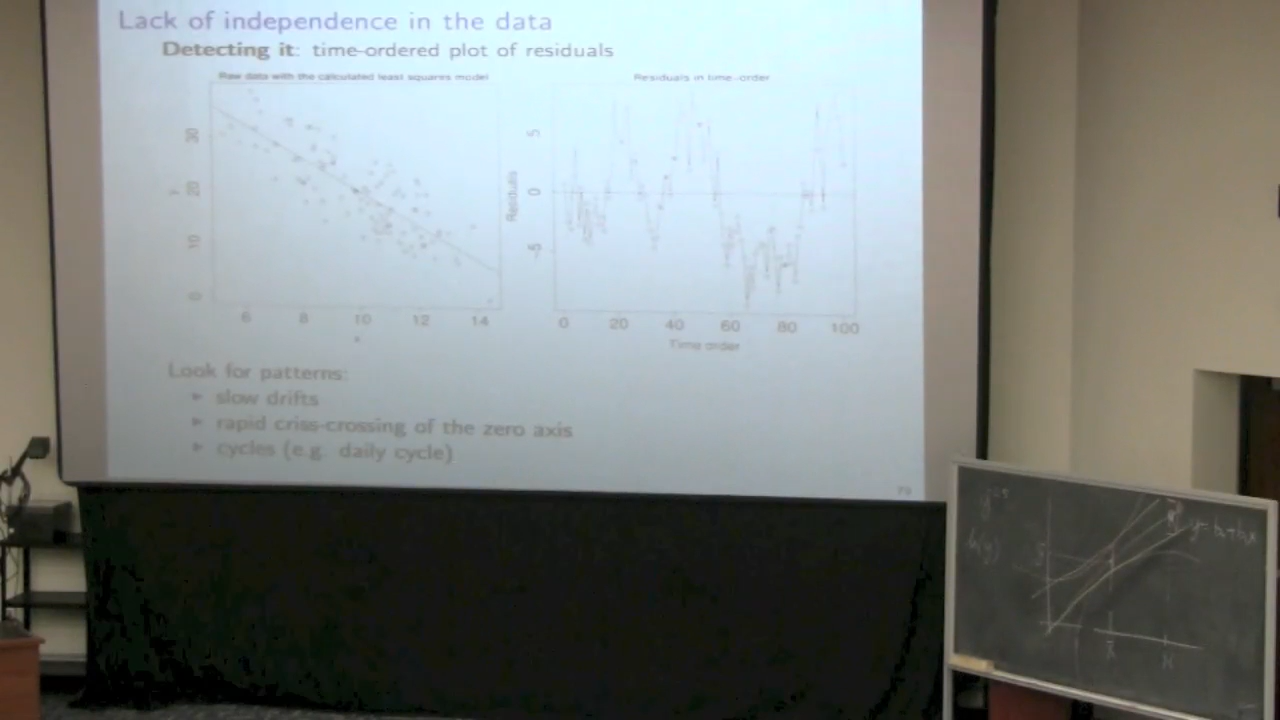 Lack of independence in the data
Detecting it: time-ordered plot of residuals
Raw data with the calculated least squares model
Residuals in time-order
30
20
10
0
6 8 10 12 14
x
Residuals
5
0
-5
0 20 40 60 80 100
Time order
Look for patterns:
► slow drifts
► rapid criss-crossing of the zero axis
► cycles (e.g. daily cycle)